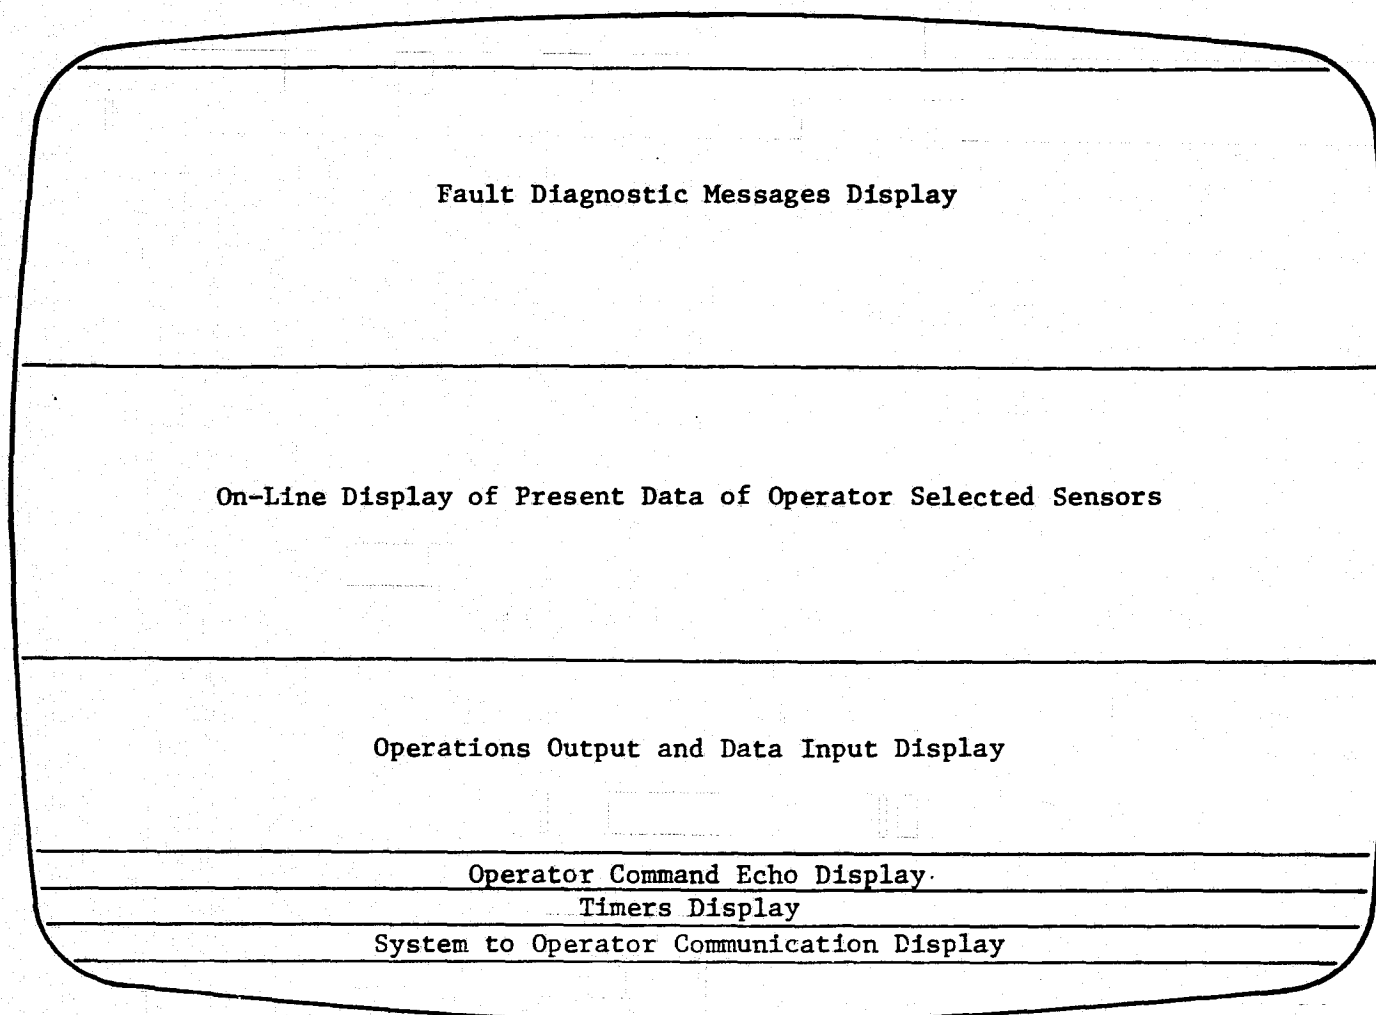 Fault Diagnostic Messages Display
On-Line Display of Present Data of Operator Selected Sensors
Operations Output and Data Input Display
Operator Command Echo Display
Timers Display
System to Operator Communication Display